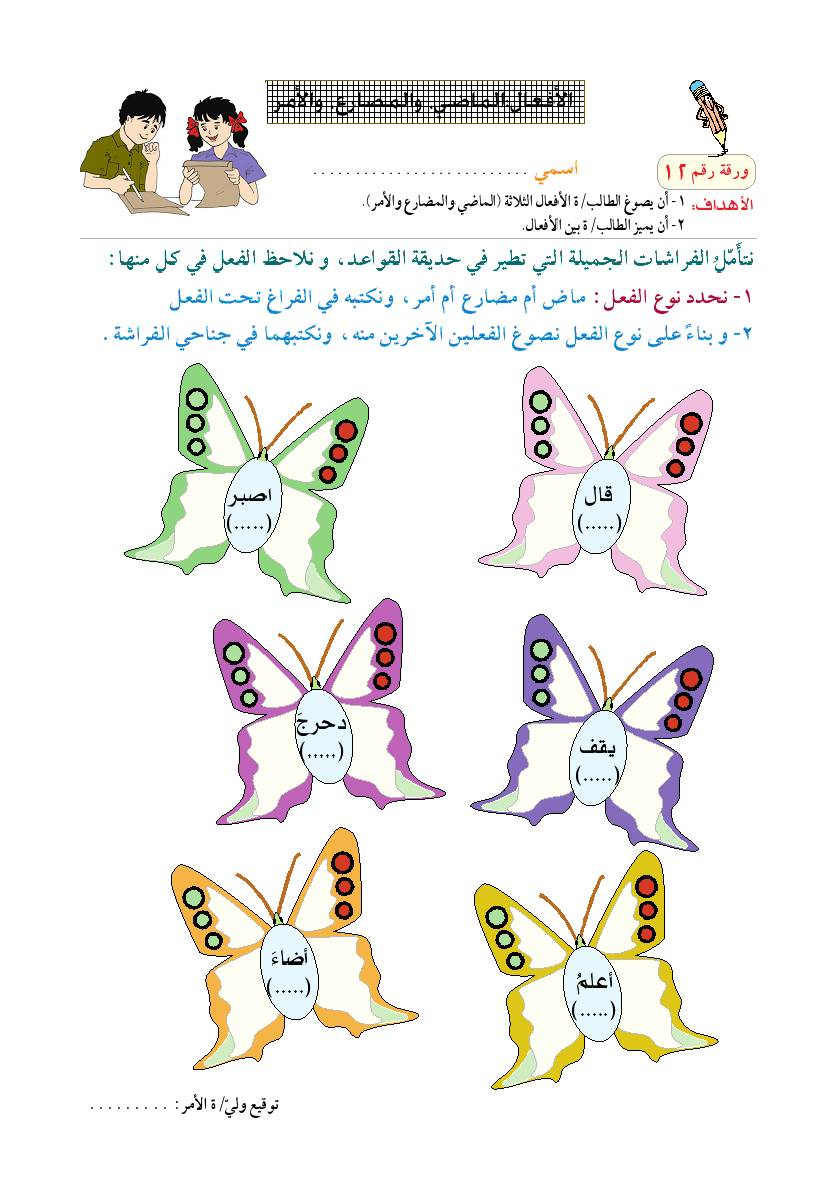 الأفعال:الماضي، والمضارع، والأمر
ورقة رقم ١٢
أسمي .........................
الأهداف: ١- أن يصوغ الطالب/ة الأفعال الثلاثة (الماضي والمضارع والأمر).
٢- أن يميز الطالب/ة بين الأفعال.
نتأَمّلُ الفراشات الجميلة التي تطير في حديقة القواعد، و نلاحظ الفعل في كل منها:
١- نحدد نوع الفعل: ماض أم مضارع أم أمر، ونكتبه في الفراغ تحت الفعل
٢- و بناءً على نوع الفعل نصوغ الفعلين الآخرين منه، ونكتبهما في جناحي الفراشة.
قال
(.....)
اصبر
(.....)
يقف
(.....)
دحرجَ
(.....)
أعلمُ
(.....)
أضاءَ
(.....)
توقيع وليّ/ة الأمر: .........